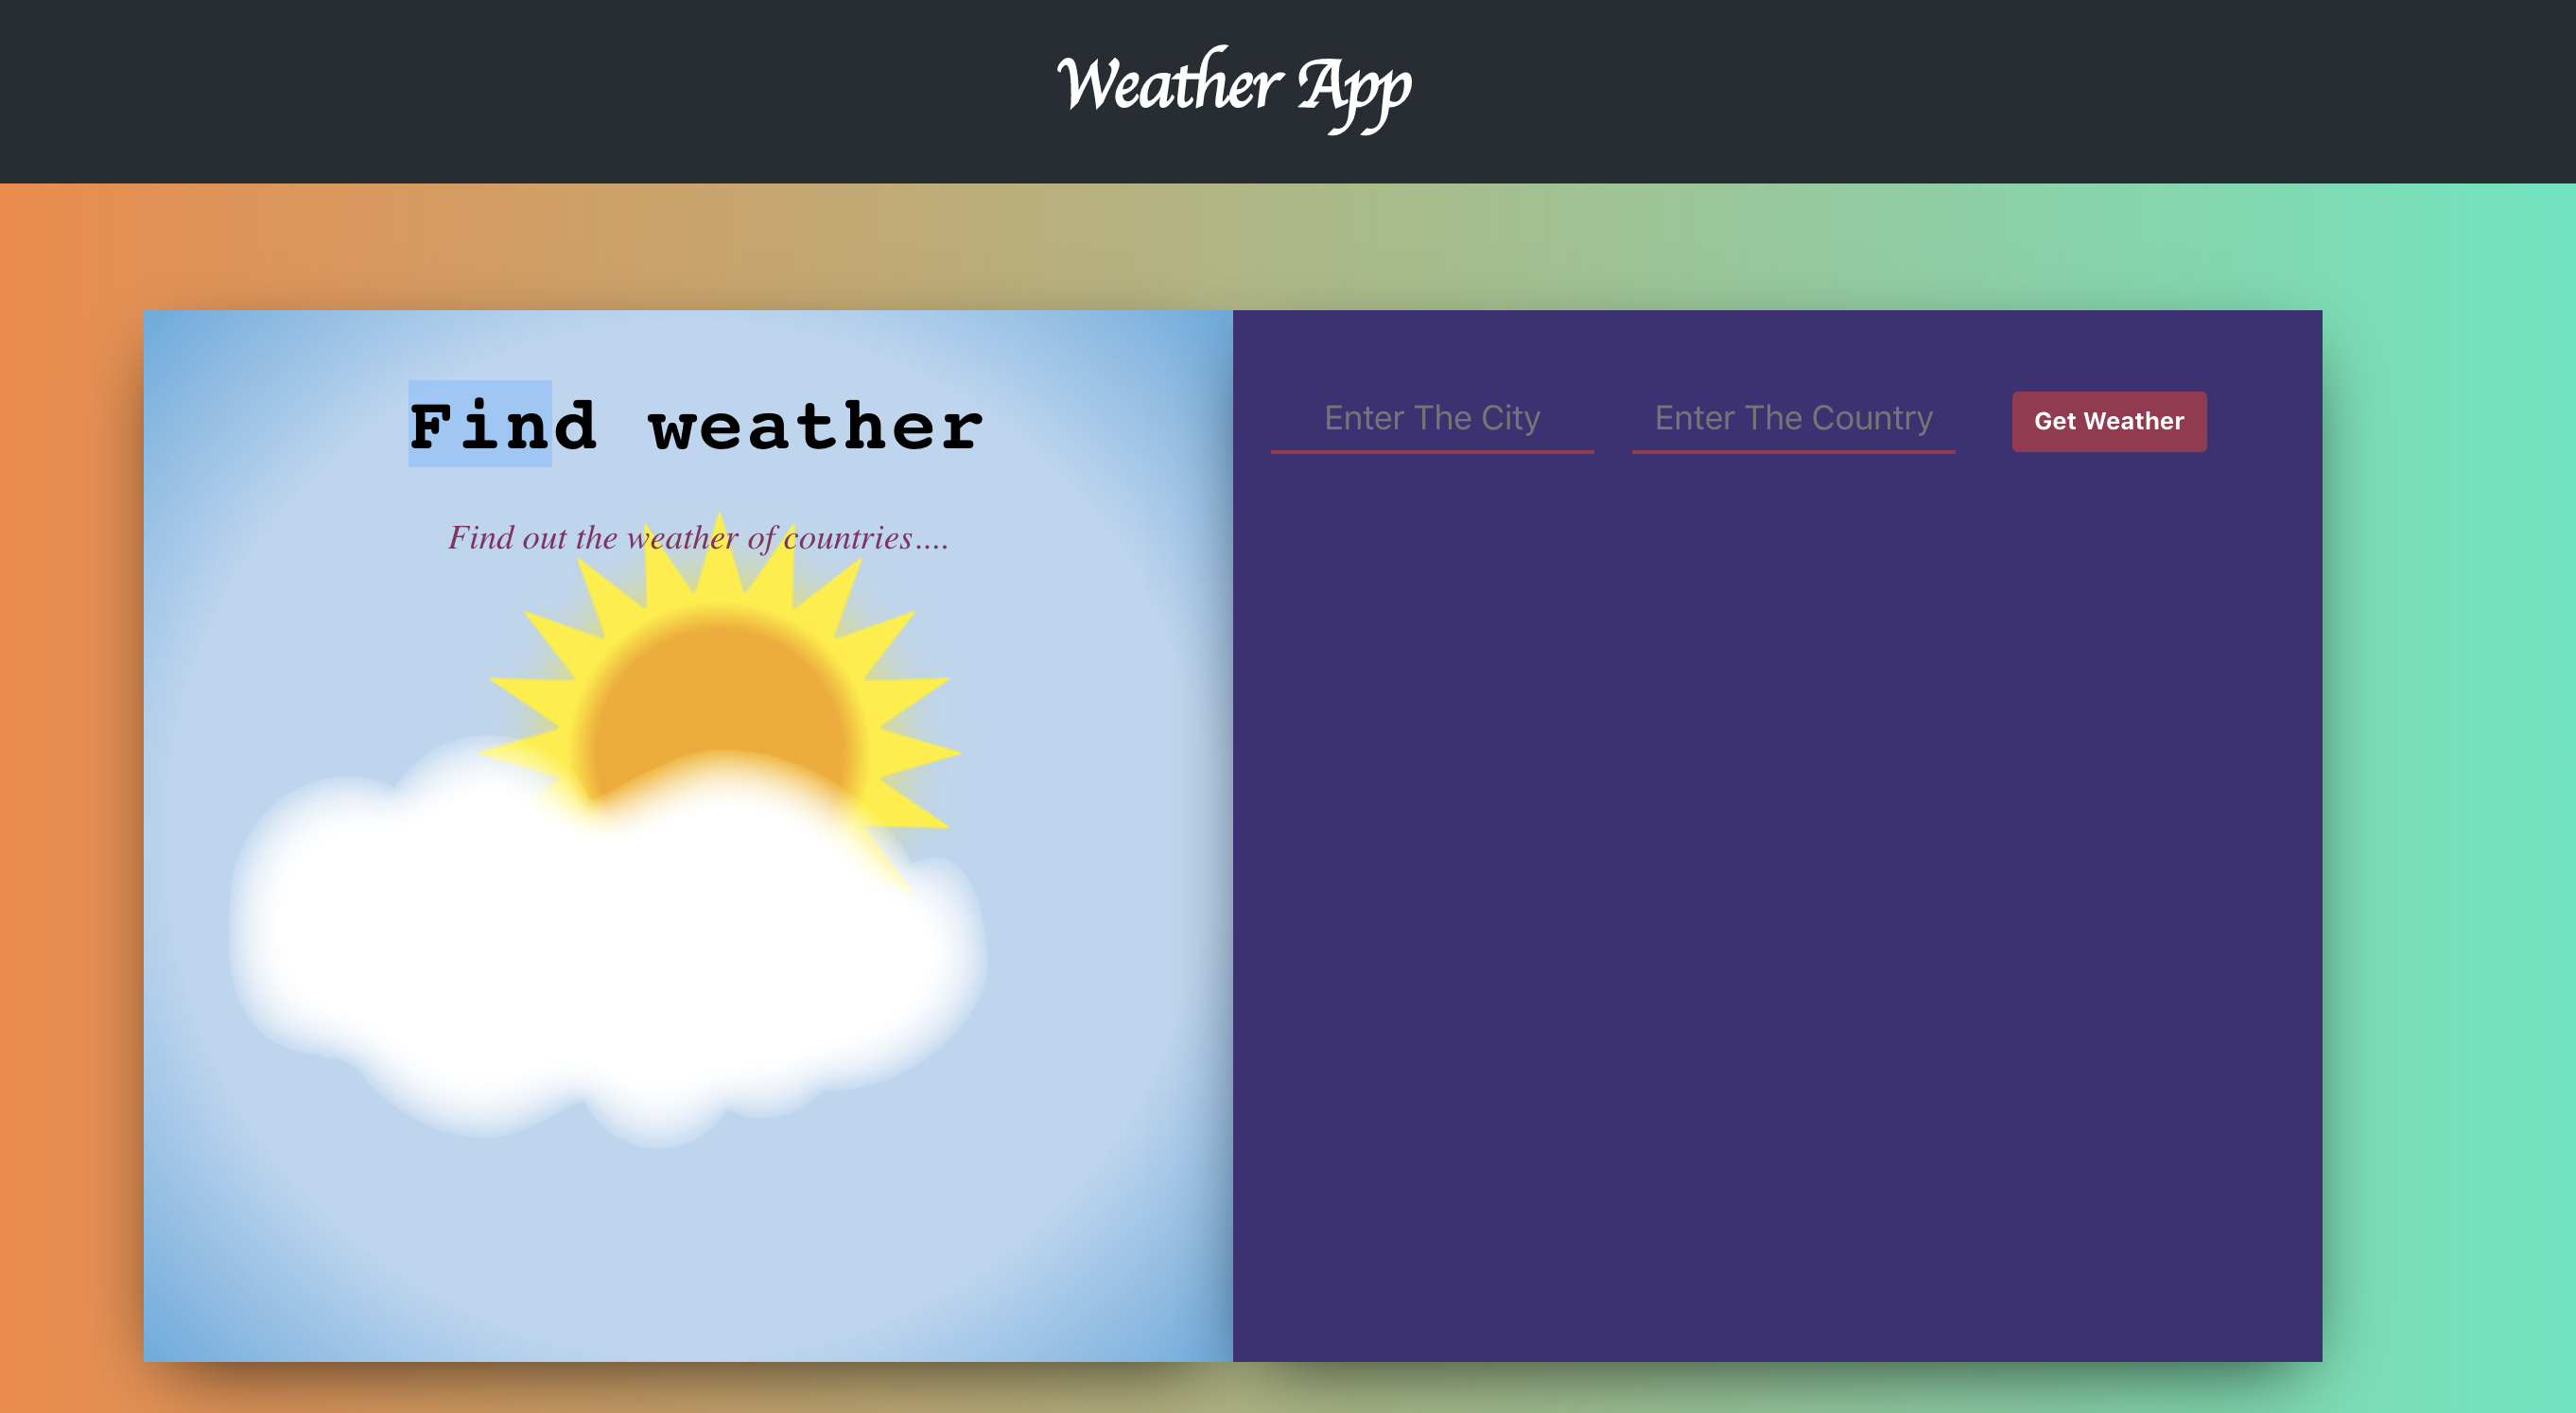 Weather App
Find weather
Find out the weather of countries....
Enter The City
Enter The Country
Get Weather